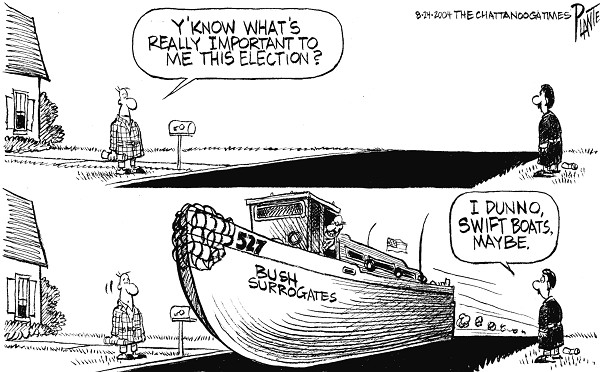 8-24-2004 THE CHATTANOOGA TIMES
PLANTE
Y'KNOW WHAT'S
REALLY IMPORTANT TO
ME THIS ELECTION?
527
BUSH
SURROGATES
I DUNNO,
SWIFT BOATS,
MAYBE.